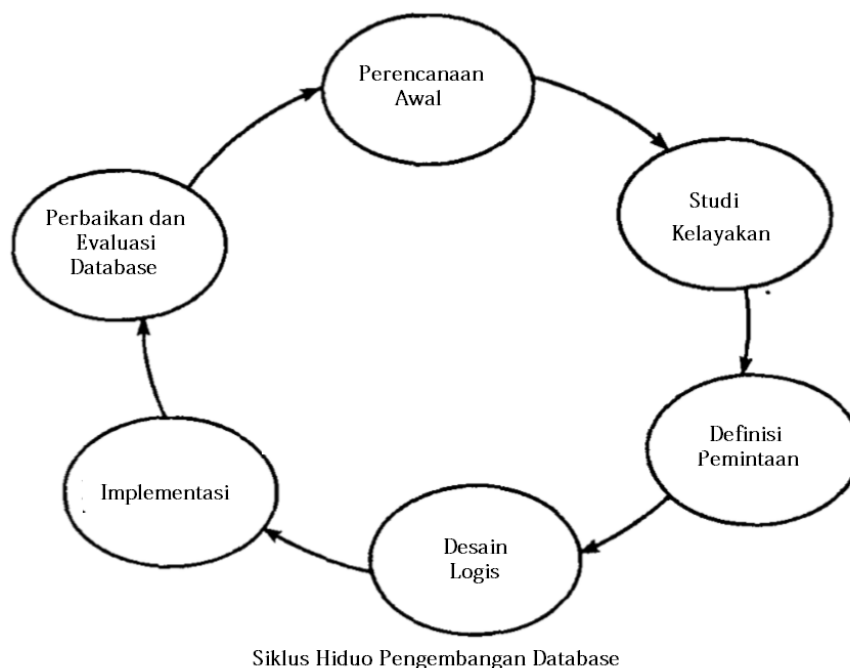 Perencanaan
Awal
Studi
Kelayakan
Definisi
Pemintaan
Desain
Logis
Implementasi
Perbaikan dan
Evaluasi
Database
Siklus Hiduo Pengembangan Database